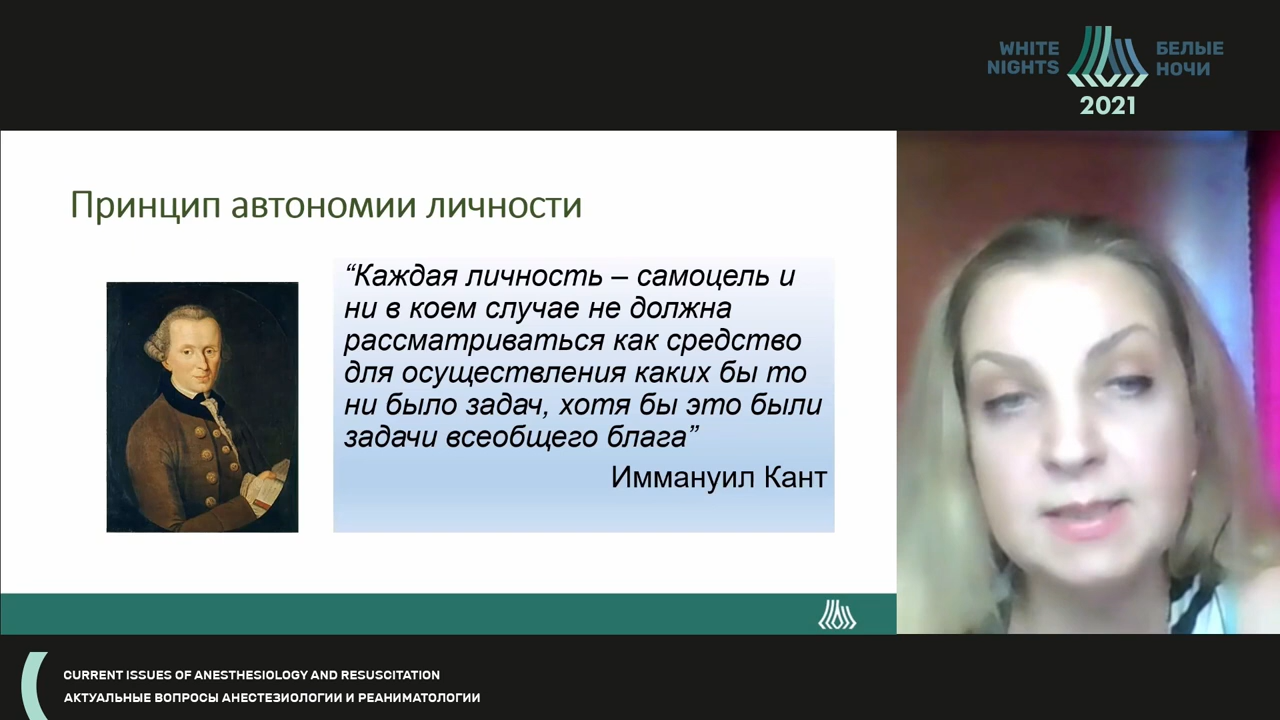 WHITE
NIGHTS
БЕЛЫЕ
НОЧИ
2021
Принцип автономии личности
“Каждая личность – самоцель и
ни в коем случае не должна
рассматриваться как средство
для осуществления каких бы то
ни было задач, хотя бы это были
задачи всеобщего блага”
Иммануил Кант
CURRENT ISSUES OF ANESTHESIOLOGY AND RESUSCITATION
АКТУАЛЬНЫЕ ВОПРОСЫ АНЕСТЕЗИОЛОГИИ И РЕАНИМАТОЛОГИИ